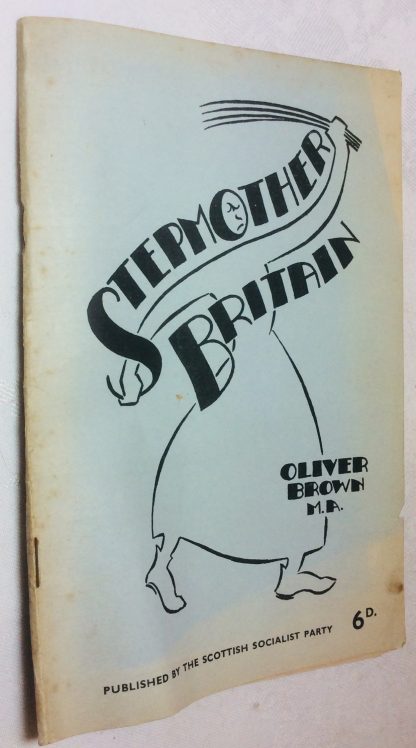 STEPMOTHER
BRITAIN
OLIVER
BROWN
M.A.
PUBLISHED BY THE SCOTTISH SOCIALIST PARTY 6D.